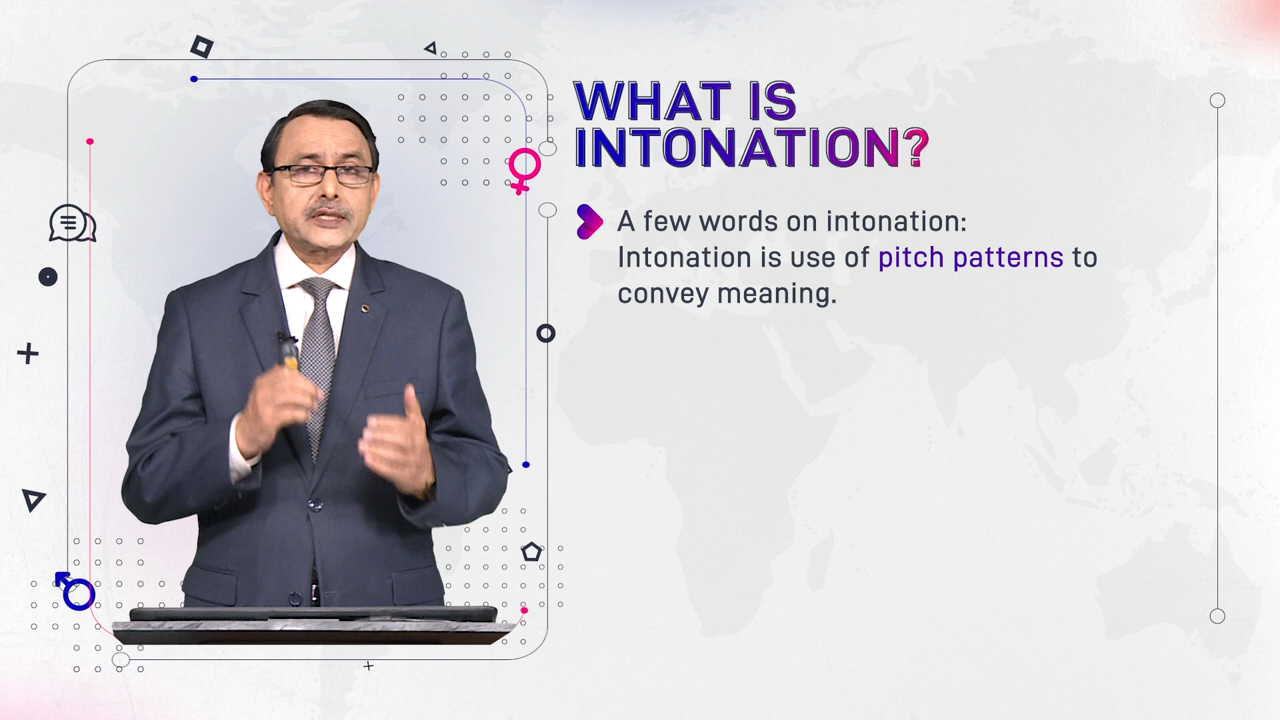 WHAT IS
INTONATION?
A few words on intonation:
Intonation is use of pitch patterns to
convey meaning.